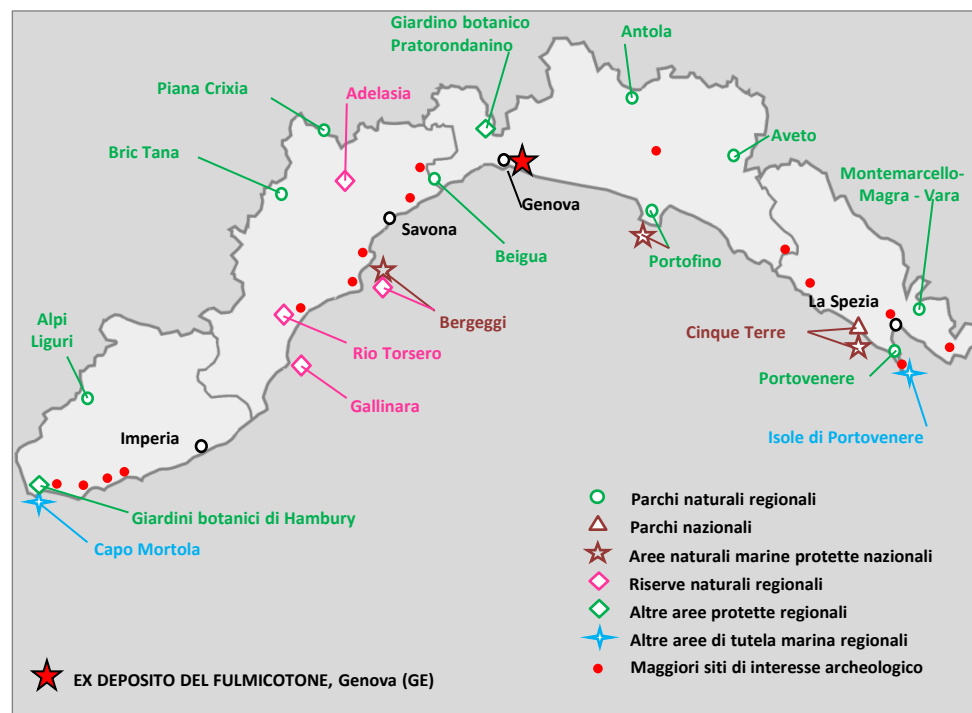 Giardino botanico
Pratorondanino
Antola
Piana Crixia
Adelasia
Aveto
Bric Tana
Montemarcello-
Magra - Vara
Genova
Savona
Beigua
Portofino
La Spezia
Bergeggi
Alpi
Liguri
Cinque Terre
Rio Torsero
Portovenere
Gallinara
Imperia
Isole di Portovenere
Giardini botanici di Hambury
Capo Mortola
Parchi naturali regionali
Parchi nazionali
Aree naturali marine protette nazionali
Riserve naturali regionali
Altre aree protette regionali
Altre aree di tutela marina regionali
Maggiori siti di interesse archeologico
EX DEPOSITO DEL FULMICOTONE, Genova (GE)